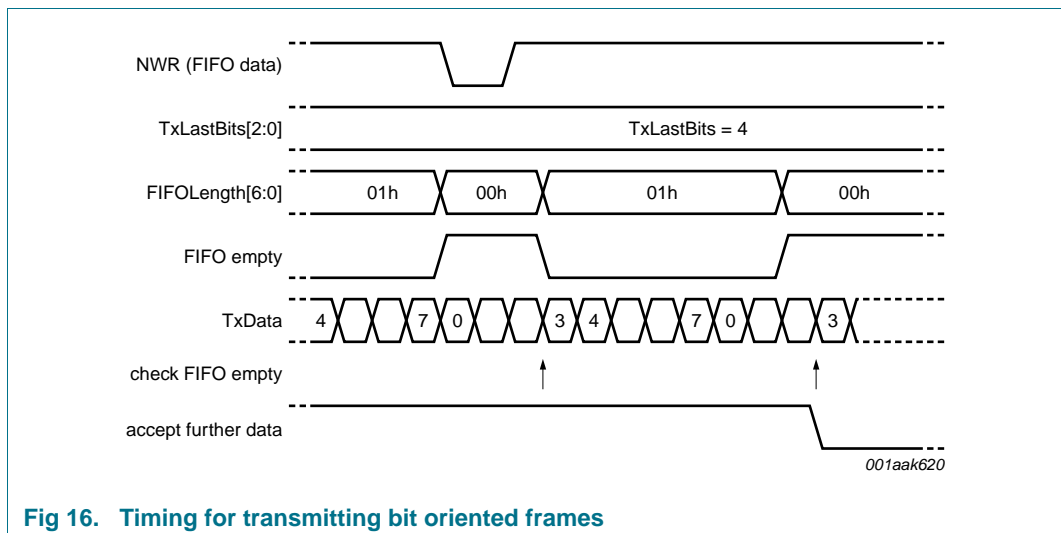 NWR (FIFO data)
TxLastBits[2:0]
TxLastBits = 4
FIFOLength[6:0]
01h
00h
01h
00h
FIFO empty
TxData
4
7
0
3
4
7
0
3
check FIFO empty
accept further data
001aak620
Fig 16. Timing for transmitting bit oriented frames